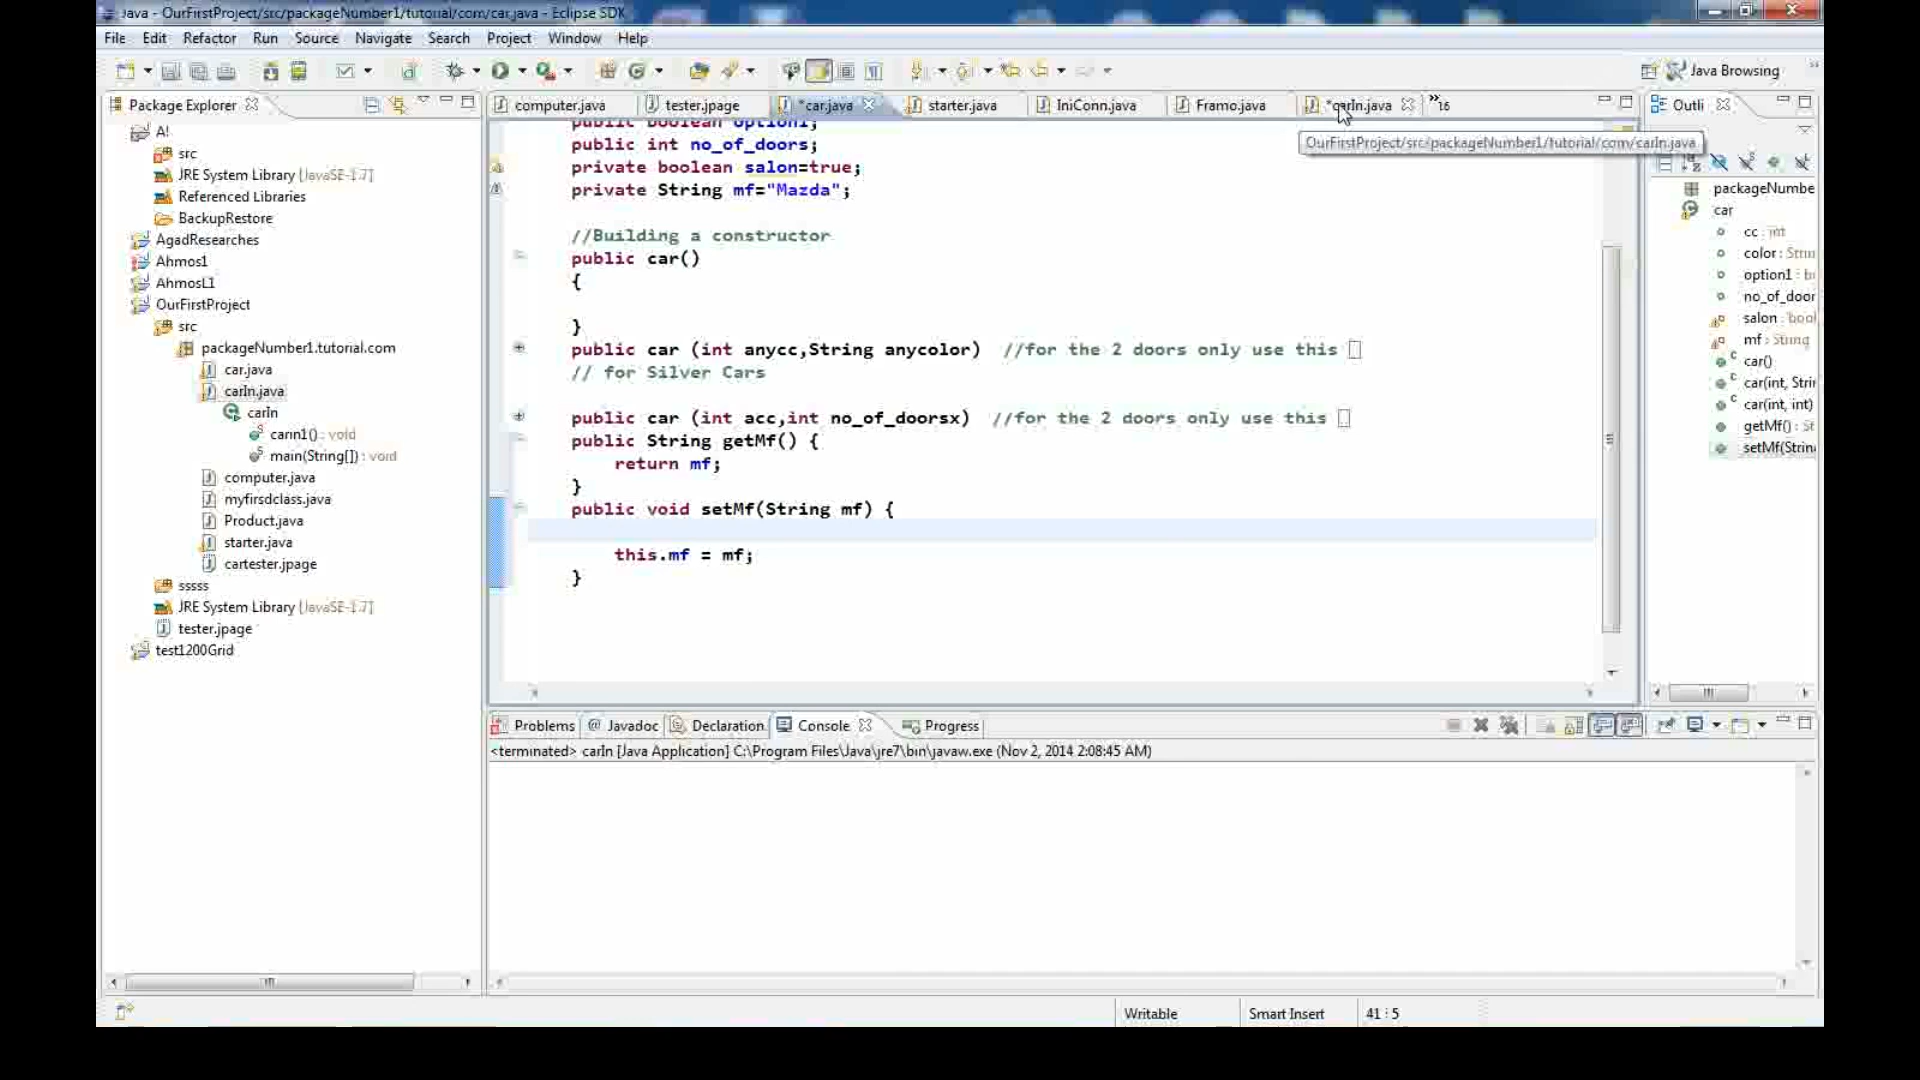 Java - OurFirstProject/src/packageNumber1/tutorial/com/car.java - Eclipse SDK
File Edit Refactor Run Source Navigate Search Project Window Help
Java Browsing
Package Explorer
computer.java tester.jpage *car.java starter.java IniConn.java Framo.java *carIn.java »16
Outli
OurFirstProject/src/packageNumber1/tutorial/com/carIn.java
A!
src
JRE System Library [JavaSE-1.7]
Referenced Libraries
BackupRestore
AgadResearches
Ahmos1
AhmosL1
OurFirstProject
src
packageNumber1.tutorial.com
car.java
carIn.java
carIn
carin1() : void
main(String[]) : void
computer.java
myfirsdclass.java
Product.java
starter.java
cartester.jpage
sssss
JRE System Library [JavaSE-1.7]
tester.jpage
test1200Grid
public boolean option1;
public int no_of_doors;
private boolean salon=true;
private String mf="Mazda";
//Building a constructor
public car()
{
}
public car (int anycc,String anycolor) //for the 2 doors only use this
// for Silver Cars
public car (int acc,int no_of_doorsx) //for the 2 doors only use this
public String getMf() {
return mf;
}
public void setMf(String mf) {
this.mf = mf;
}
packageNumbe
car
cc : int
color : Strin
option1 : b
no_of_door
salon : bool
mf : String
car()
car(int, Strin
car(int, int)
getMf() : St
setMf(Strin
Problems @ Javadoc Declaration Console Progress
<terminated> carIn [Java Application] C:\Program Files\Java\jre7\bin\javaw.exe (Nov 2, 2014 2:08:45 AM)
Writable Smart Insert 41 : 5